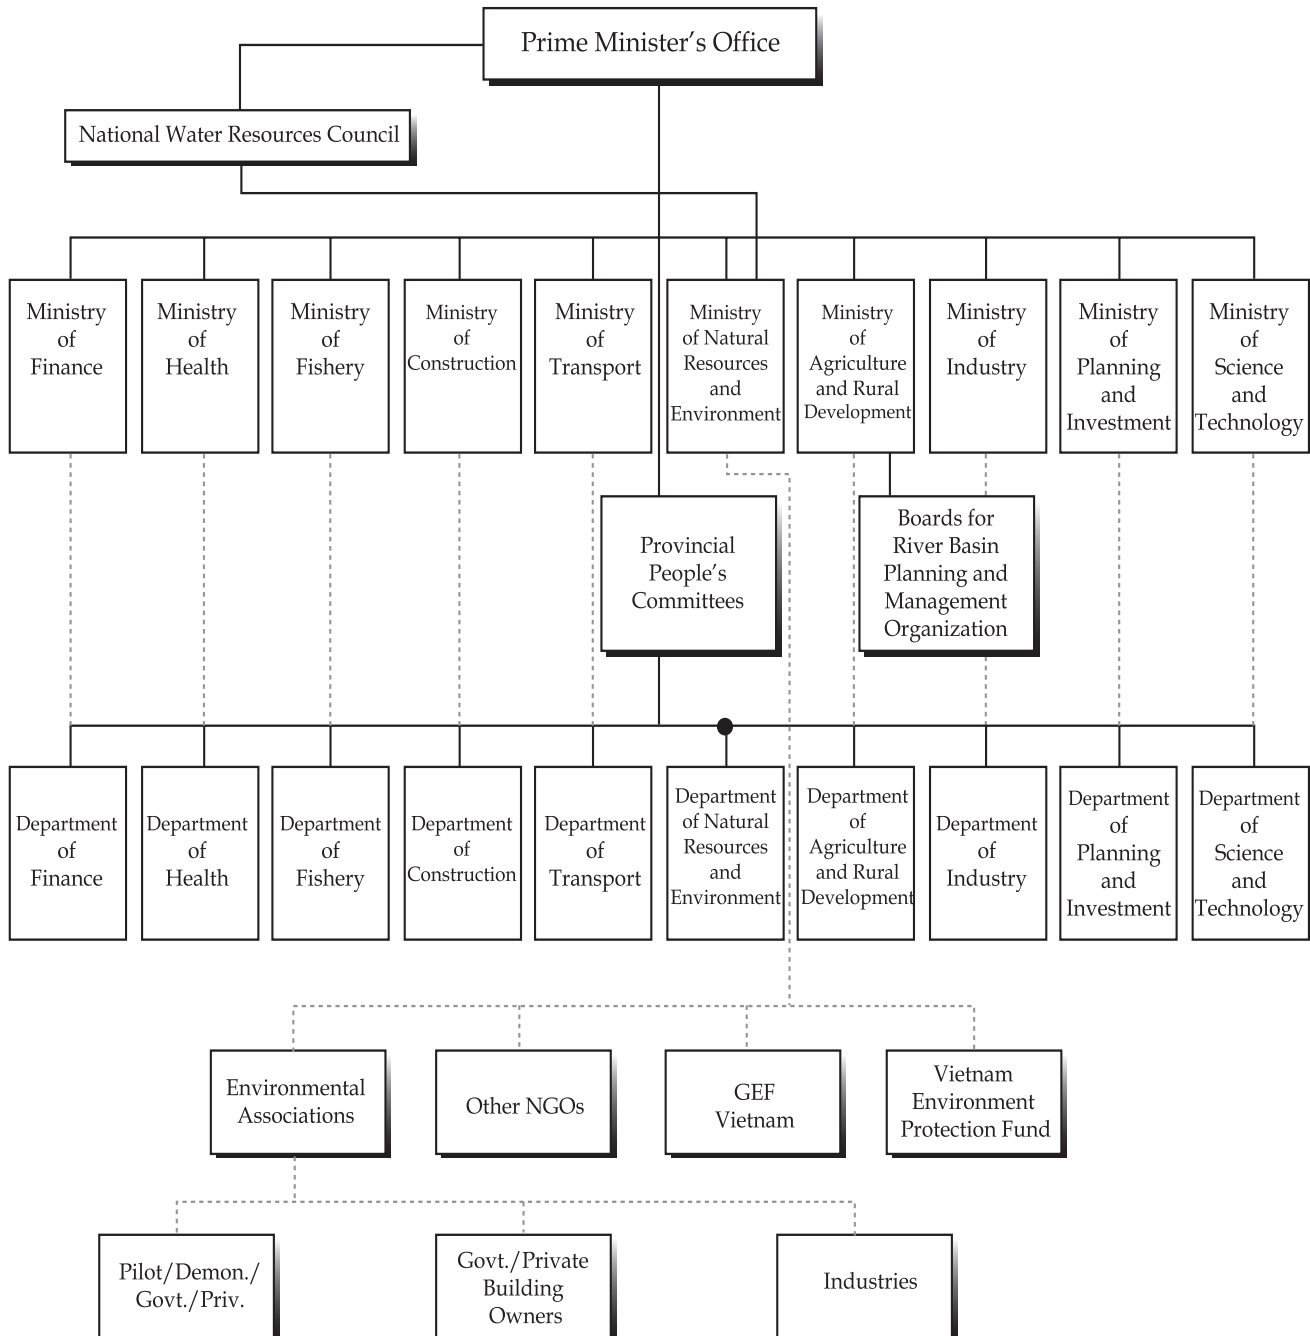 Prime Minister’s Office
National Water Resources Council
Ministry
of
Finance
Ministry
of
Health
Ministry
of
Fishery
Ministry
of
Construction
Ministry
of
Transport
Ministry
of Natural
Resources
and
Environment
Ministry
of
Agriculture
and Rural
Development
Ministry
of
Industry
Ministry
of
Planning
and
Investment
Ministry
of
Science
and
Technology
Provincial
People’s
Committees
Boards for
River Basin
Planning and
Management
Organization
Department
of
Finance
Department
of
Health
Department
of
Fishery
Department
of
Construction
Department
of
Transport
Department
of Natural
Resources
and
Environment
Department
of
Agriculture
and Rural
Development
Department
of
Industry
Department
of
Planning
and
Investment
Department
of
Science
and
Technology
Environmental
Associations
Other NGOs
GEF
Vietnam
Vietnam
Environment
Protection Fund
Pilot/Demon./
Govt./Priv.
Govt./Private
Building
Owners
Industries